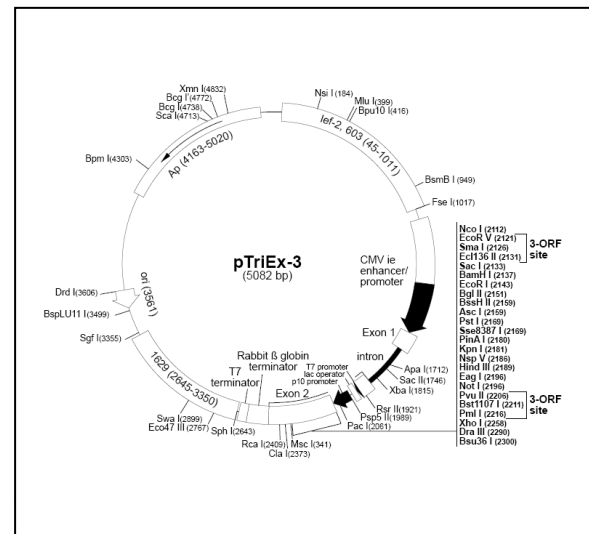 Xmn I(4832)
Bcg I(4772)
Bcg I(4738)
Sca I(4713)
Bpm I(4303)
Ap (4163-5020)
Nsi I (184)
Mlu I(399)
Bpu10 I(416)
lef-2, 603 (45-1011)
BsmB I(949)
Fse I(1017)
pTriEx-3
(5082 bp)
CMV ie
enhancer/
promoter
Exon 1
intron
Apa I(1712)
Sac II(1746)
Xba I(1815)
Rsr II(1921)
Psp5 II(1989)
Pac I(2061)
T7 promoter
lac operator
p10 promoter
Rabbit ß globin
terminator
Exon 2
T7
terminator
Msc I(341)
Cla I(2373)
Rca I(2409)
Sph I(2643)
Eco47 III(2767)
Swa I(2899)
1629 (2645-3350)
Sgf I(3355)
BspLU11 I(3499)
Drd I(3606)
ori (3561)
Nco I (2112)
EcoR V(2121)
Sma I (2126)
Ecl136 II (2131)
3-ORF
site
Sac I(2133)
BamH I(2137)
EcoR I(2143)
Bgl II(2151)
BssH II(2159)
Asc I(2159)
Pst I(2169)
Sse8387 I(2169)
PinA I(2180)
Kpn I(2181)
Nsp V(2186)
Hind III(2189)
Eag I(2196)
Not I(2196)
Pvu II(2206)
Bst1107 I(2211)
Pml I(2216)
3-ORF
site
Xho I(2258)
Dra III(2290)
Bsu36 I(2300)